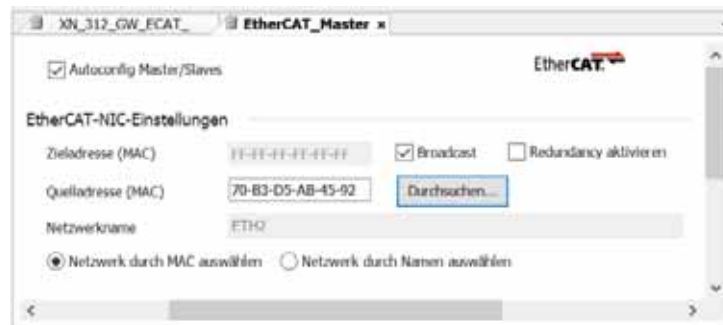 XN_312_GW_ECAT_ EtherCAT_Master x
Autoconfig Master/Slaves
EtherCAT.
EtherCAT-NIC-Einstellungen
Zieladresse (MAC) FF-FF-FF-FF-FF-FF Broadcast Redundancy aktivieren
Quelladresse (MAC) 70-B3-D5-AB-45-92 Durchsuchen...
Netzwerkname ETH2
Netzwerk durch MAC auswählen Netzwerk durch Namen auswählen